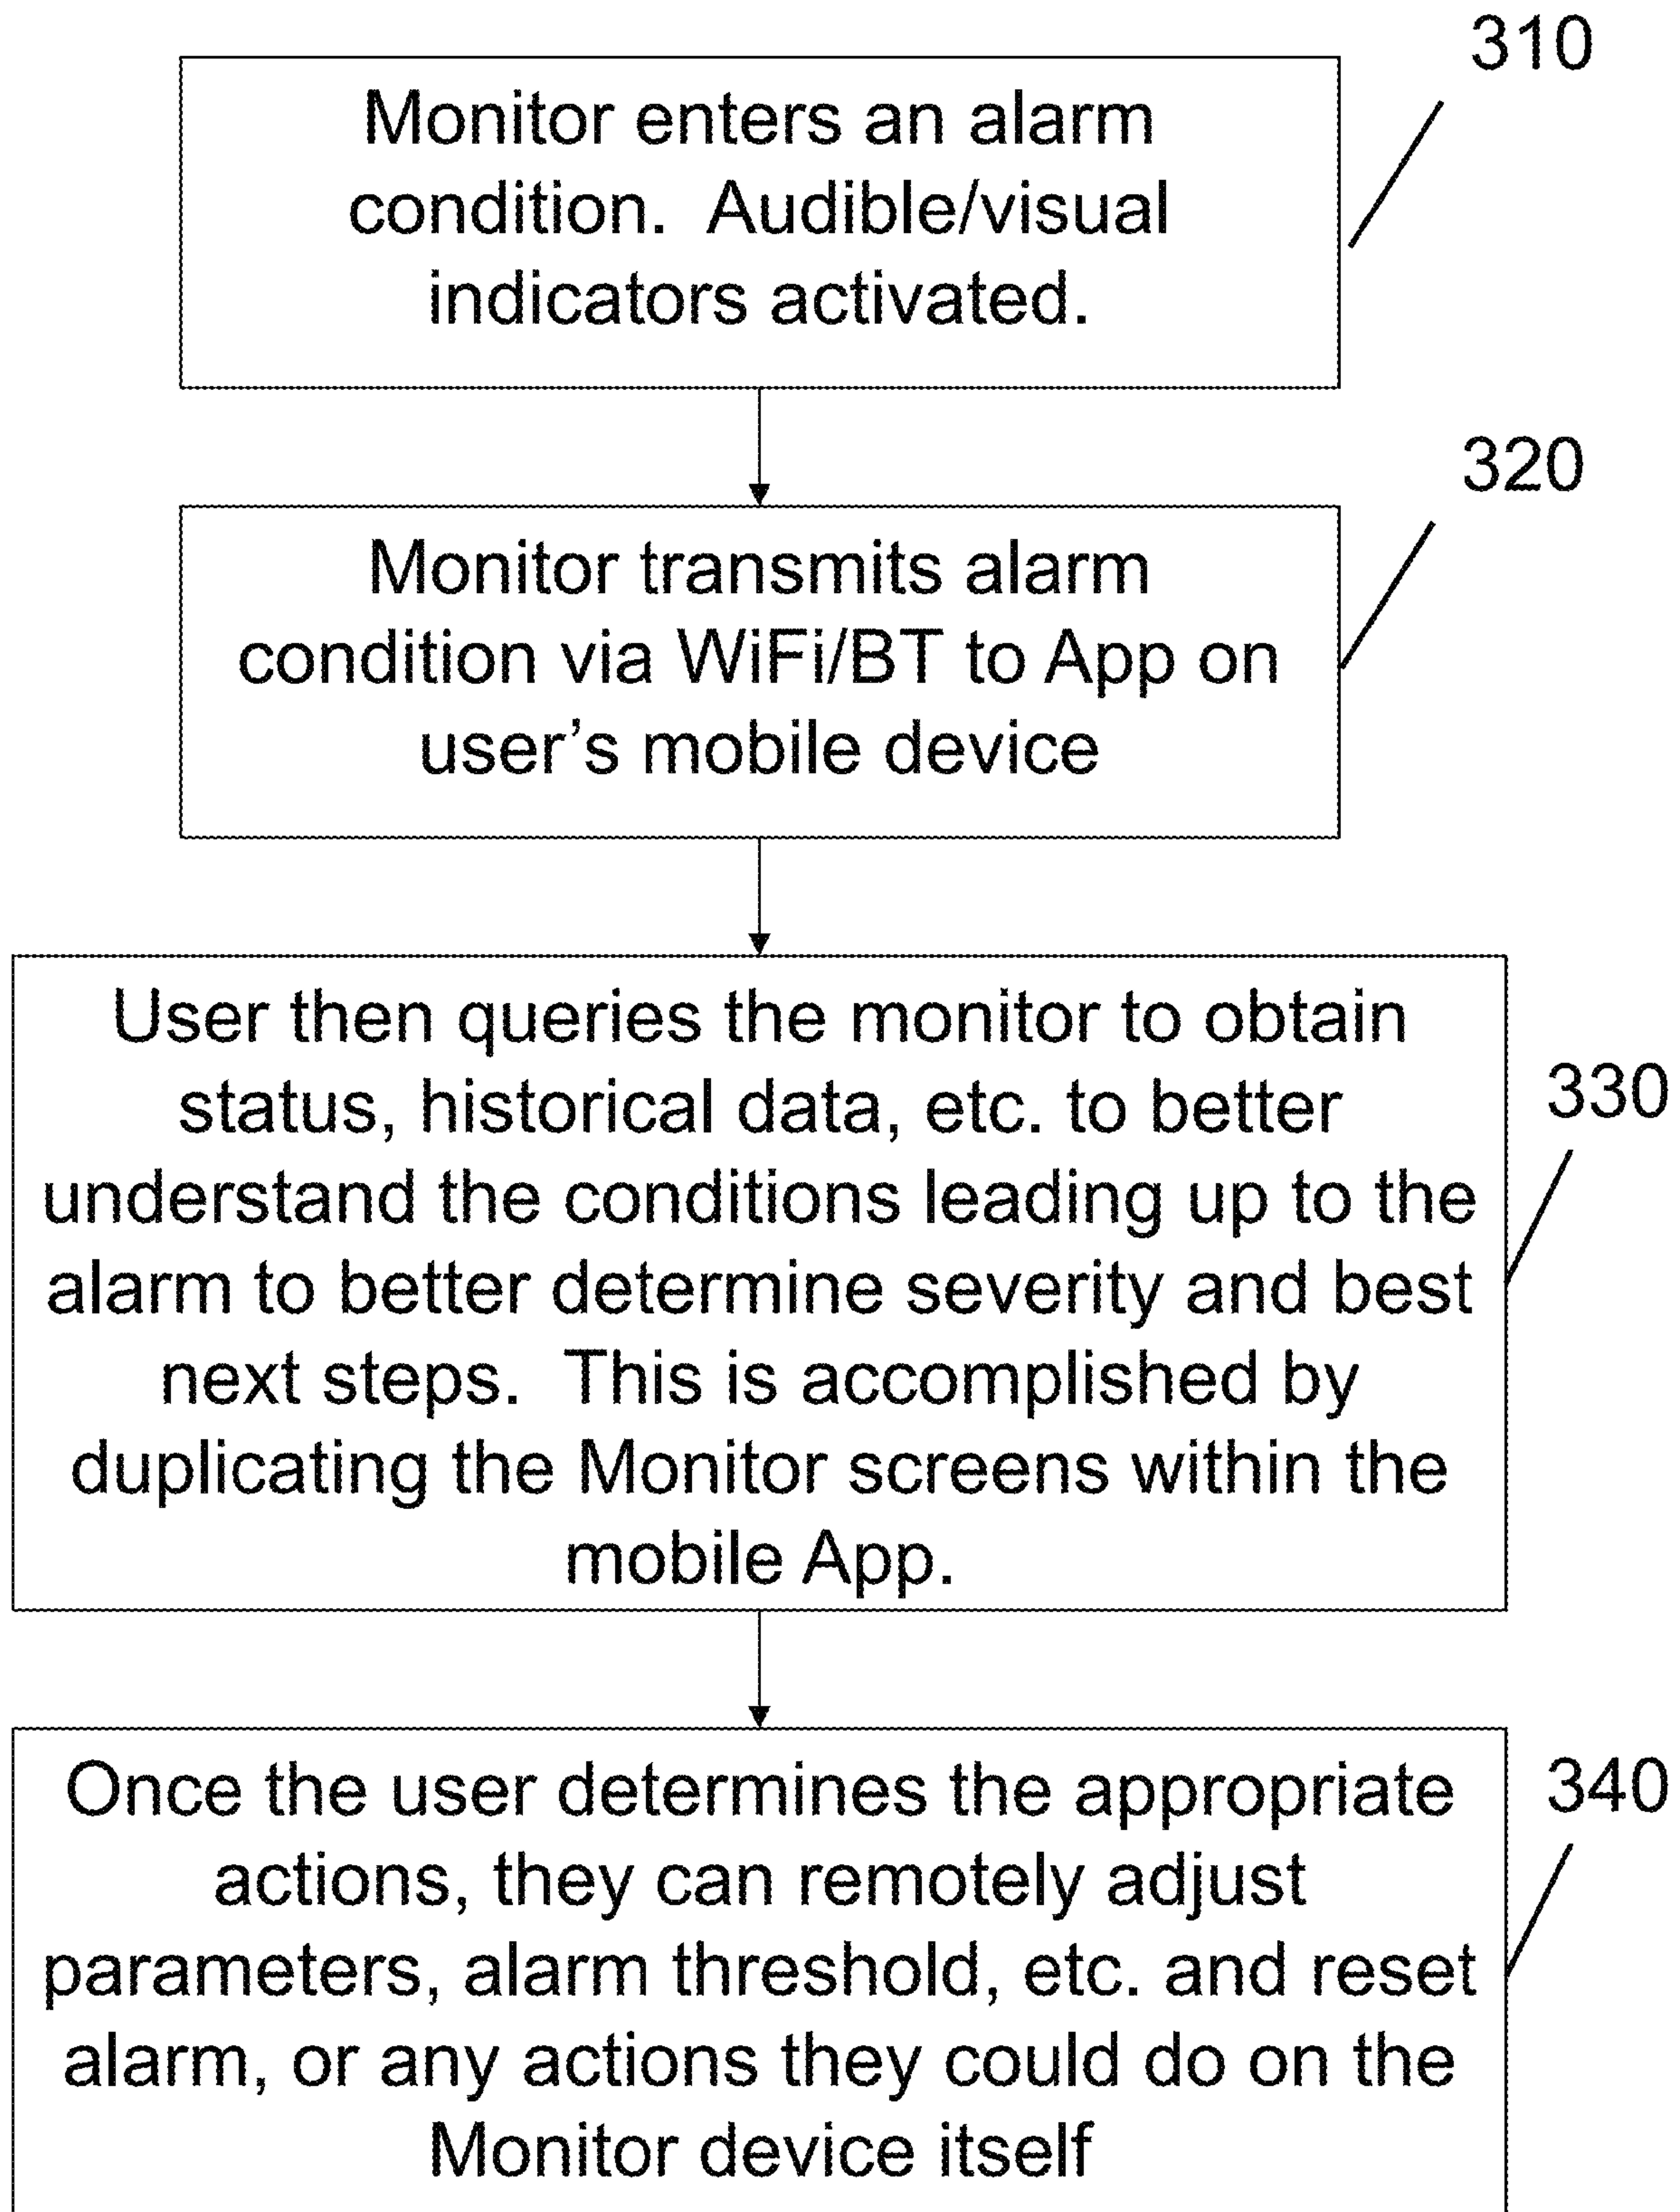 310
Monitor enters an alarm
condition.  Audible/visual
indicators activated.
320
Monitor transmits alarm
condition via WiFi/BT to App on
user’s mobile device
330
User then queries the monitor to obtain
status, historical data, etc. to better
understand the conditions leading up to the
alarm to better determine severity and best
next steps.  This is accomplished by
duplicating the Monitor screens within the
mobile App.
340
Once the user determines the appropriate
actions, they can remotely adjust
parameters, alarm threshold, etc. and reset
alarm, or any actions they could do on the
Monitor device itself